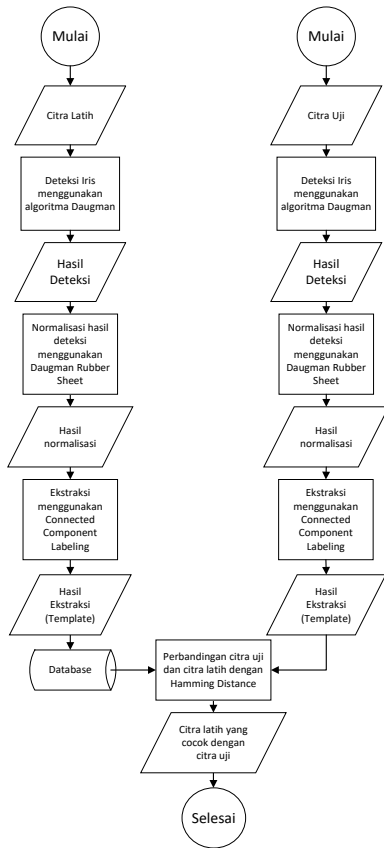 Mulai
Citra Latih
Deteksi Iris
menggunakan
algoritma Daugman
Hasil
Deteksi
Normalisasi hasil
deteksi
menggunakan
Daugman Rubber
Sheet
Hasil
normalisasi
Ekstraksi
menggunakan
Connected
Component
Labeling
Hasil
Ekstraksi
(Template)
Database
Mulai
Citra Uji
Deteksi Iris
menggunakan
algoritma Daugman
Hasil
Deteksi
Normalisasi hasil
deteksi
menggunakan
Daugman Rubber
Sheet
Hasil
normalisasi
Ekstraksi
menggunakan
Connected
Component
Labeling
Hasil
Ekstraksi
(Template)
Perbandingan citra uji
dan citra latih dengan
Hamming Distance
Citra latih yang
cocok dengan
citra uji
Selesai